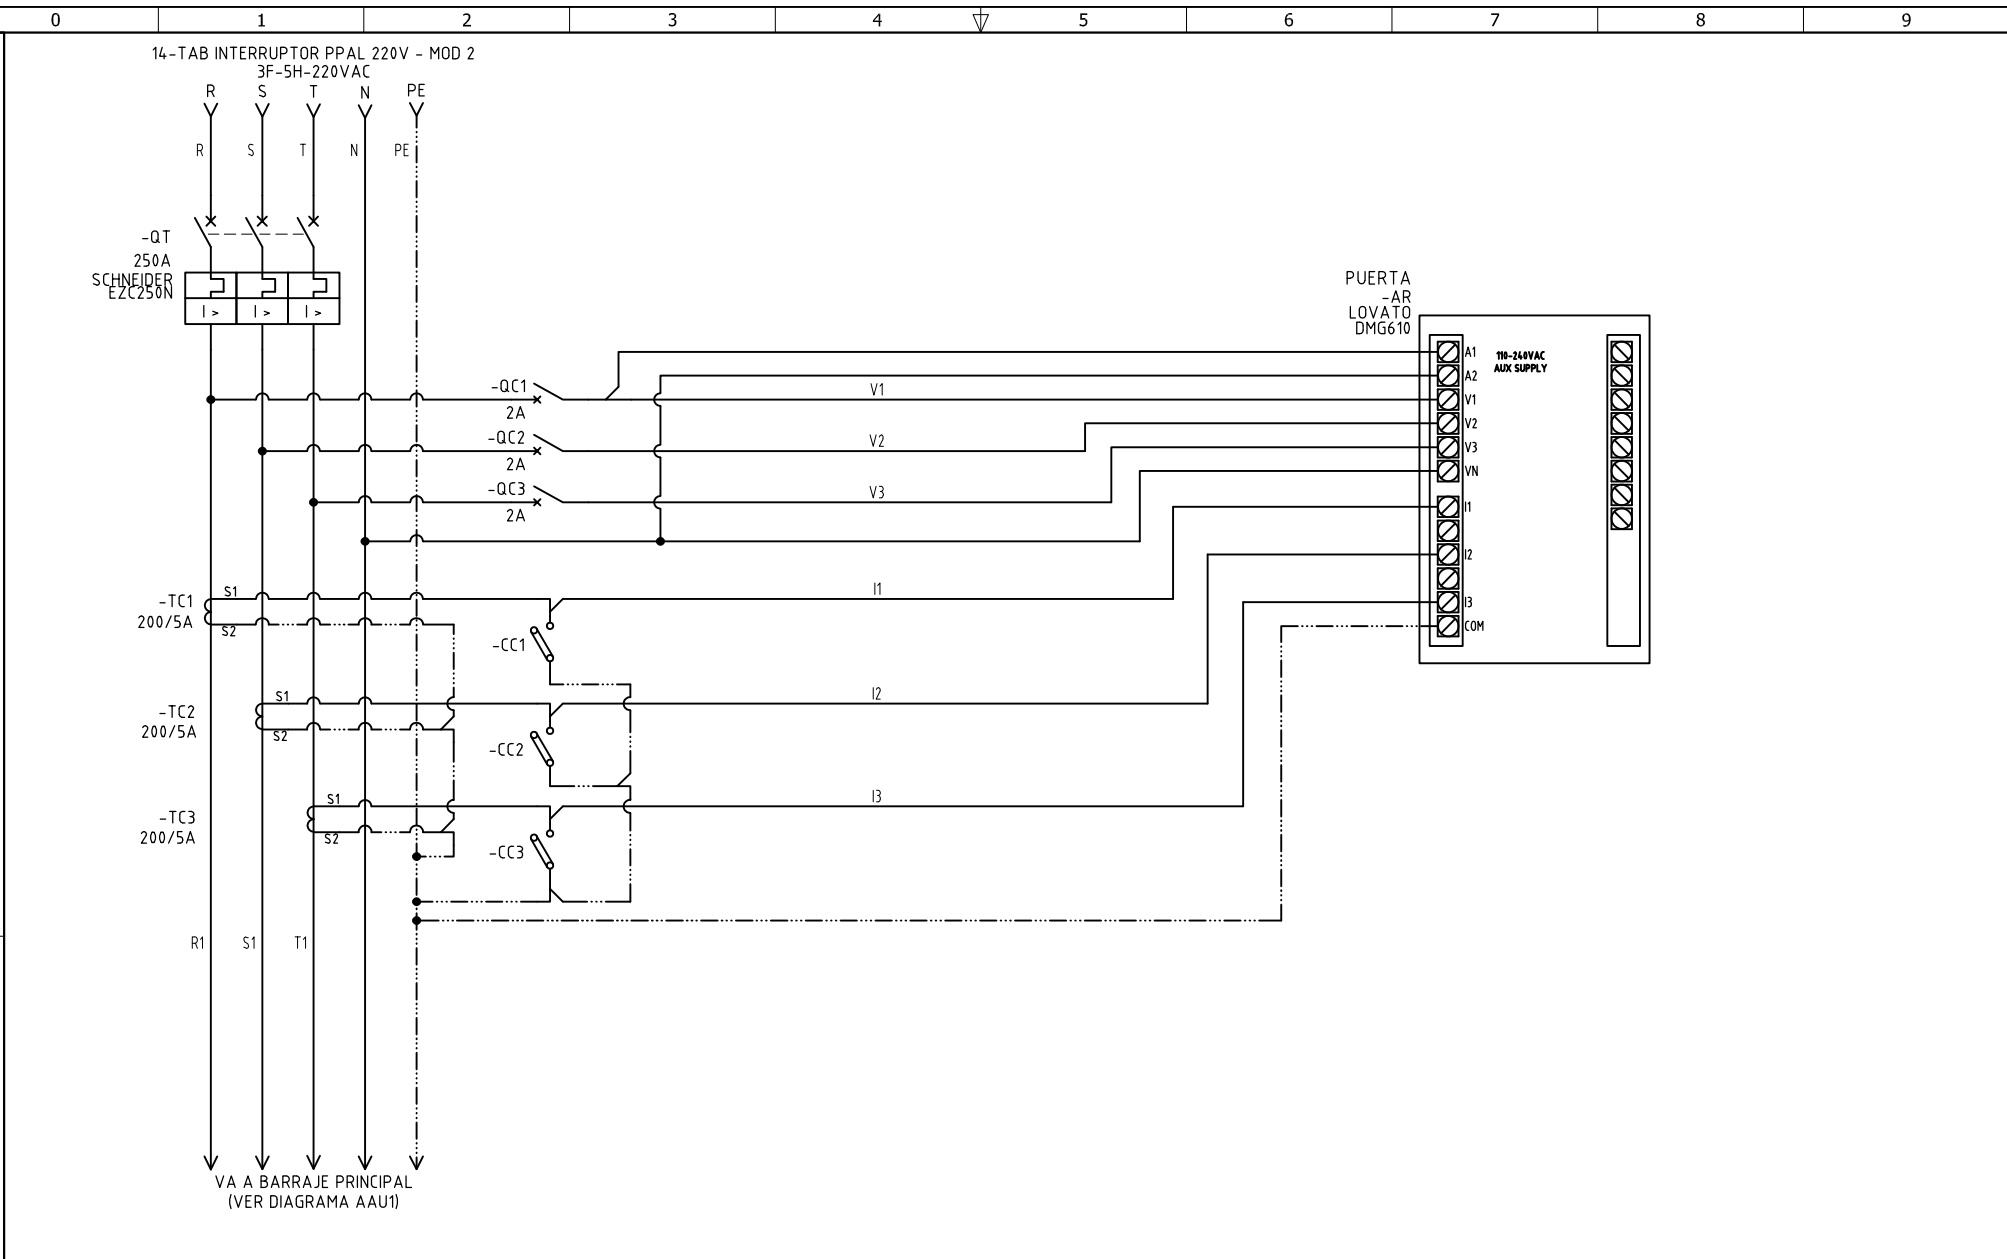 0 1 2 3 4 5 6 7 8 9
14-TAB INTERRUPTOR PPAL 220V - MOD 2
3F-5H-220VAC
R S T N PE
R S T N PE
-QT
250A
SCHNEIDER
EZC250N
I > I > I >
PUERTA
-AR
LOVATO
DMG610
A1
110-240VAC
AUX SUPPLY
A2
-QC1
2A
V1
V1
V2
-QC2
2A
V2
V3
VN
-QC3
2A
V3
I1
I2
-TC1
200/5A
S1
S2
I1
I3
COM
-CC1
-TC2
200/5A
S1
S2
I2
-CC2
-TC3
200/5A
S1
S2
I3
-CC3
R1 S1 T1
VA A BARRAJE PRINCIPAL
(VER DIAGRAMA AAU1)